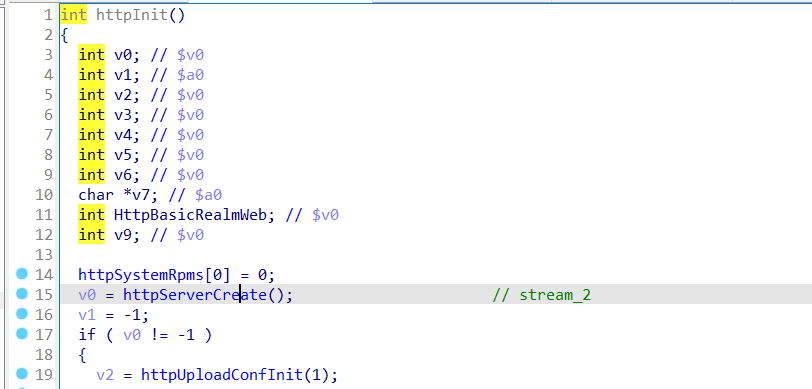 1 int httpInit()
2 {
3 int v0; // $v0
4 int v1; // $a0
5 int v2; // $v0
6 int v3; // $v0
7 int v4; // $v0
8 int v5; // $v0
9 int v6; // $v0
10 char *v7; // $a0
11 int HttpBasicRealmWeb; // $v0
12 int v9; // $v0
13
14 httpSystemRpms[0] = 0;
15 v0 = httpServerCreate(); // stream_2
16 v1 = -1;
17 if ( v0 != -1 )
18 {
19 v2 = httpUploadConfInit(1);